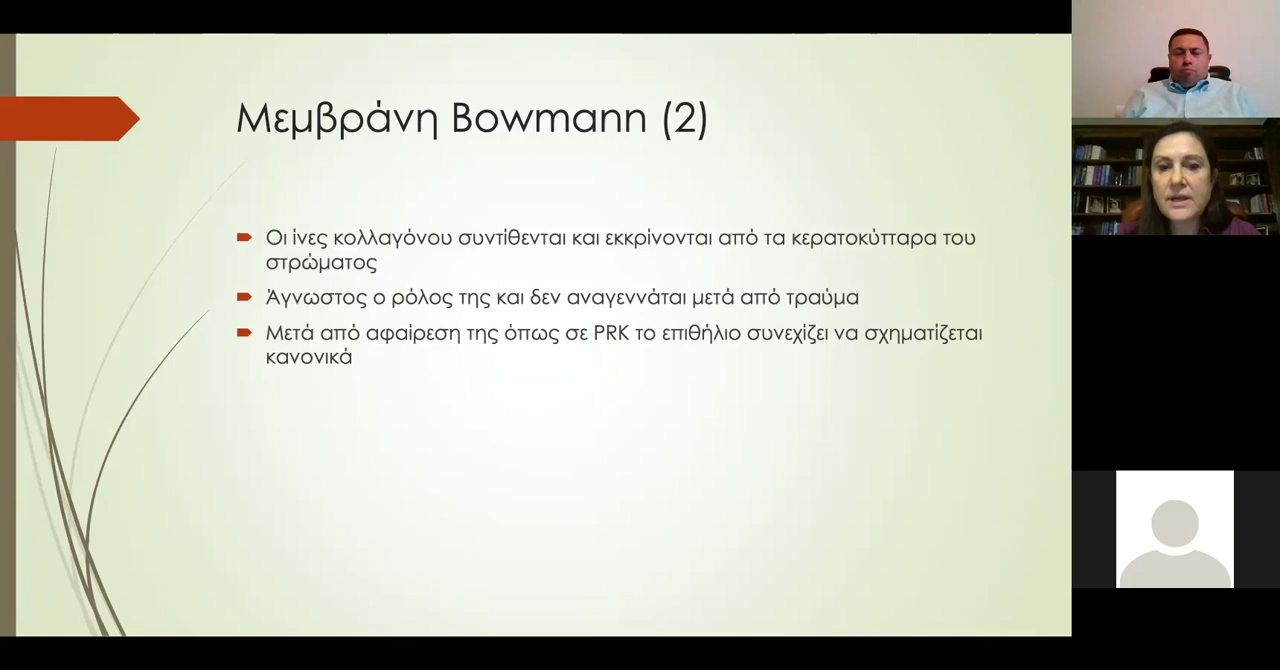 Μεμβράνη Bowmann (2)
Οι ίνες κολλαγόνου συντίθενται και εκκρίνονται από τα κερατοκύτταρα του
στρώματος
Άγνωστος ο ρόλος της και δεν αναγεννάται μετά από τραύμα
Μετά από αφαίρεση της όπως σε PRK το επιθήλιο συνεχίζει να σχηματίζεται
κανονικά